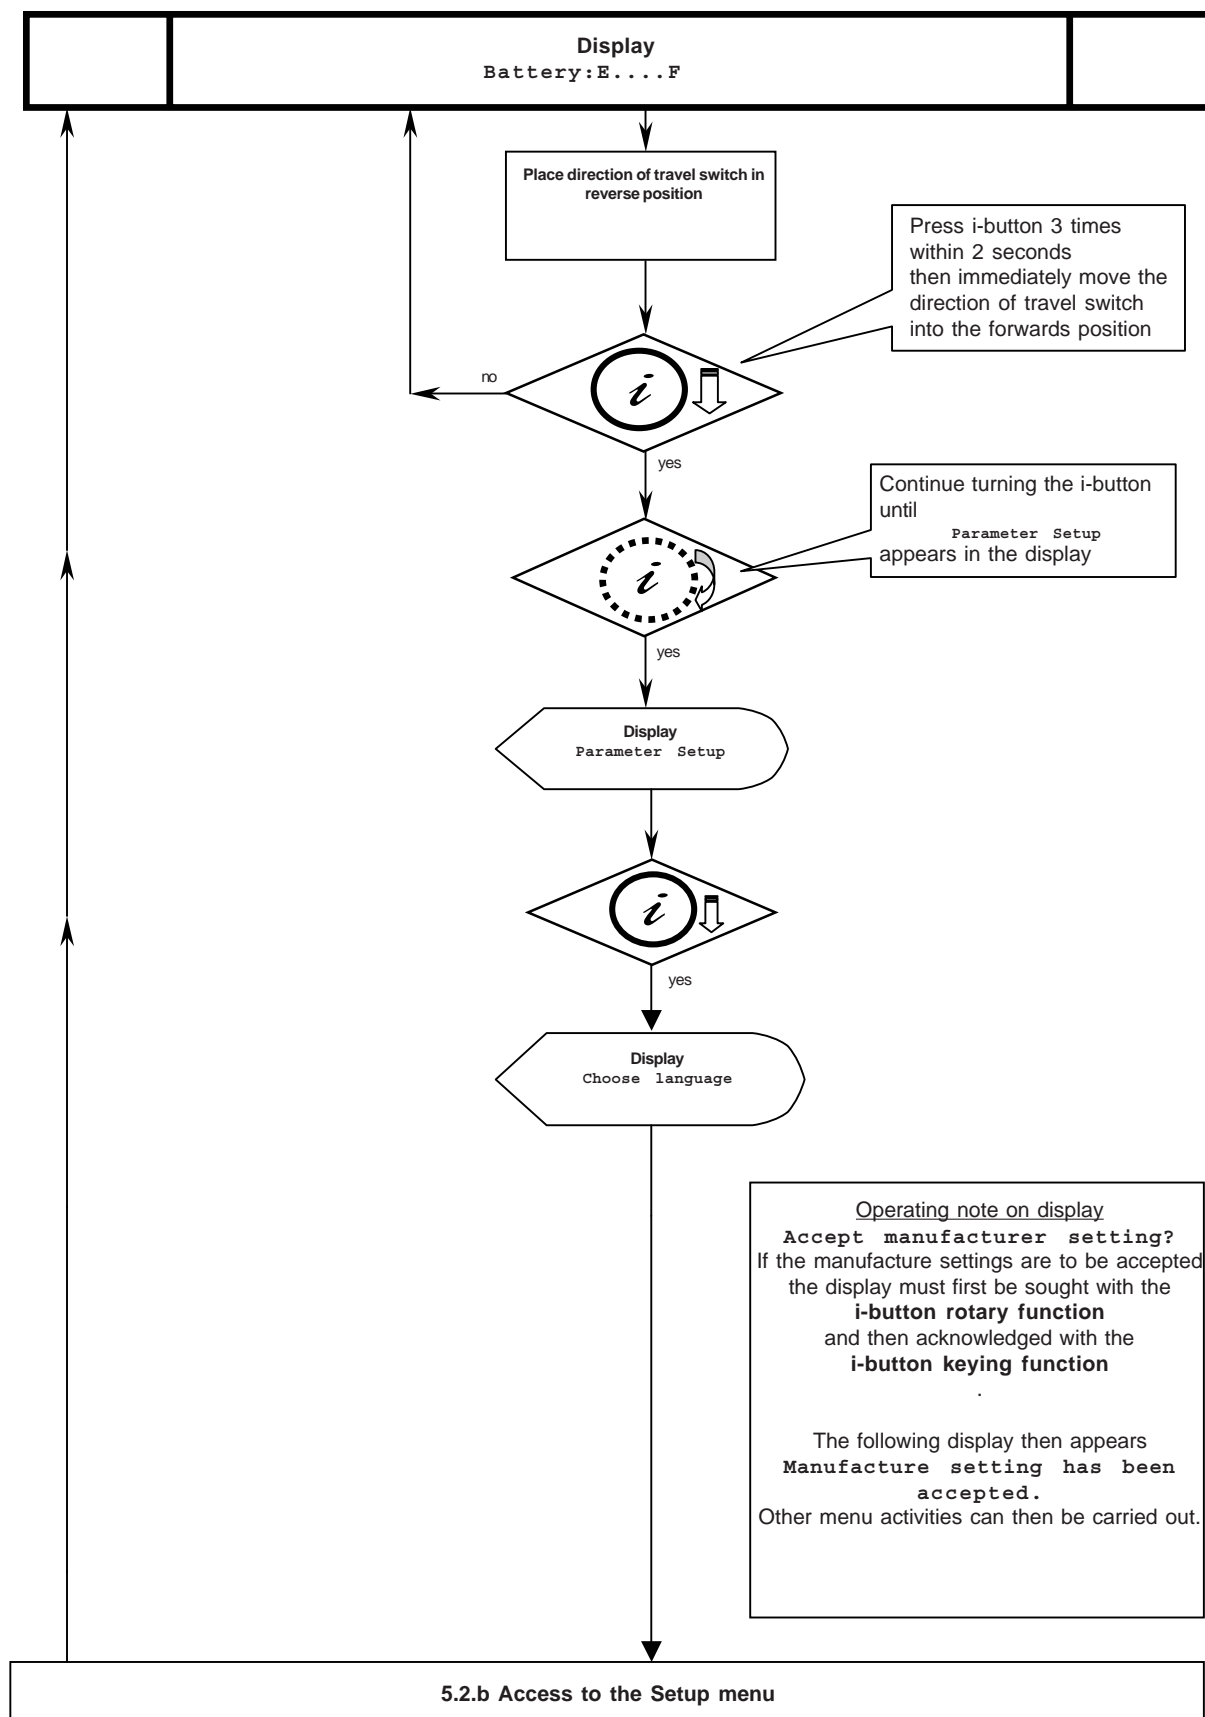 Display
Battery:E....F
Place direction of travel switch in
reverse position
Press i-button 3 times
within 2 seconds
then immediately move the
direction of travel switch
into the forwards position
no
i
yes
Continue turning the i-button
until
Parameter Setup
appears in the display
i
yes
Display
Parameter Setup
i
yes
Display
Choose language
Operating note on display
Accept manufacturer setting?
If the manufacture settings are to be accepted
the display must first be sought with the
i-button rotary function
and then acknowledged with the
i-button keying function
.
The following display then appears
Manufacture setting has been
accepted.
Other menu activities can then be carried out.
5.2.b Access to the Setup menu